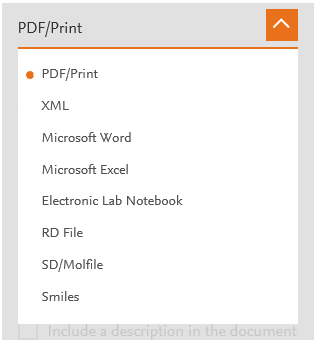 PDF/Print
PDF/Print
XML
Microsoft Word
Microsoft Excel
Electronic Lab Notebook
RD File
SD/Molfile
Smiles
Include a description in the document